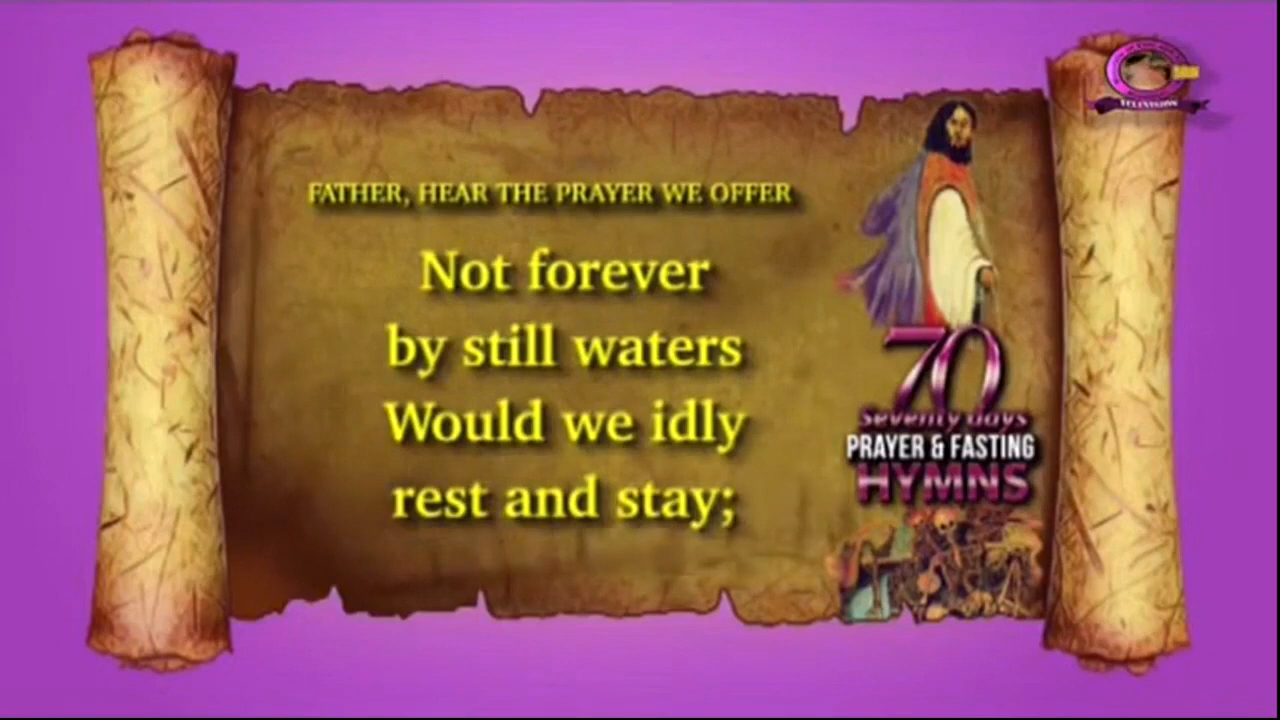 TELEVISION
FATHER, HEAR THE PRAYER WE OFFER
Not forever
by still waters
Would we idly
rest and stay;
70
Seventy days
PRAYER & FASTING
HYMNS